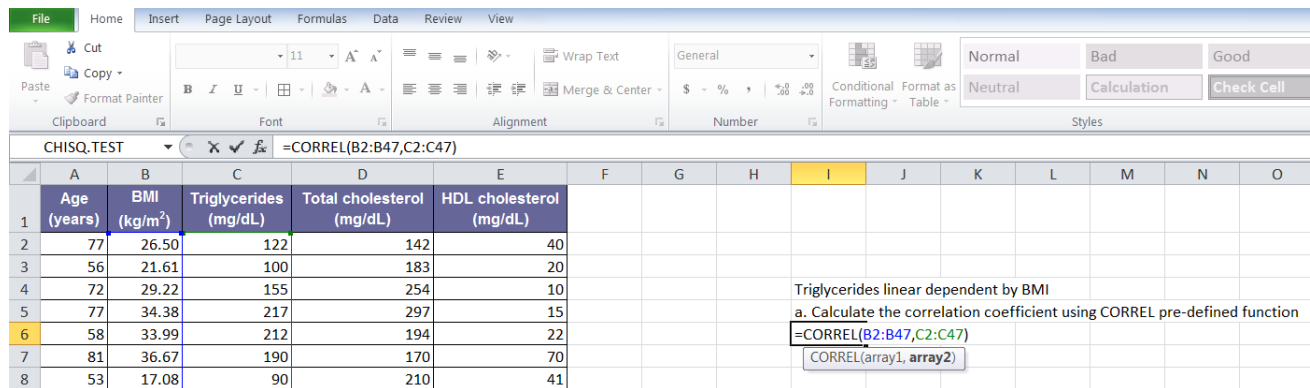 File Home Insert Page Layout Formulas Data Review View
Cut
Copy
Format Painter
Paste
11 A A
Wrap Text
General
B I U A
Merge & Center
$ % , .0 .00 .00 .0
Conditional Formatting
Format as Table
Normal Bad Good
Neutral Calculation Check Cell
Clipboard Font Alignment Number Styles
CHISQ.TEST fx =CORREL(B2:B47,C2:C47)
A B C D E F G H I J K L M N O
1 Age (years) BMI (kg/m²) Triglycerides (mg/dL) Total cholesterol (mg/dL) HDL cholesterol (mg/dL)
2 77 26.50 122 142 40
3 56 21.61 100 183 20
4 72 29.22 155 254 10 Triglycerides linear dependent by BMI
5 77 34.38 217 297 15 a. Calculate the correlation coefficient using CORREL pre-defined function
6 58 33.99 212 194 22 =CORREL(B2:B47,C2:C47)
7 81 36.67 190 170 70 CORREL(array1, array2)
8 53 17.08 90 210 41